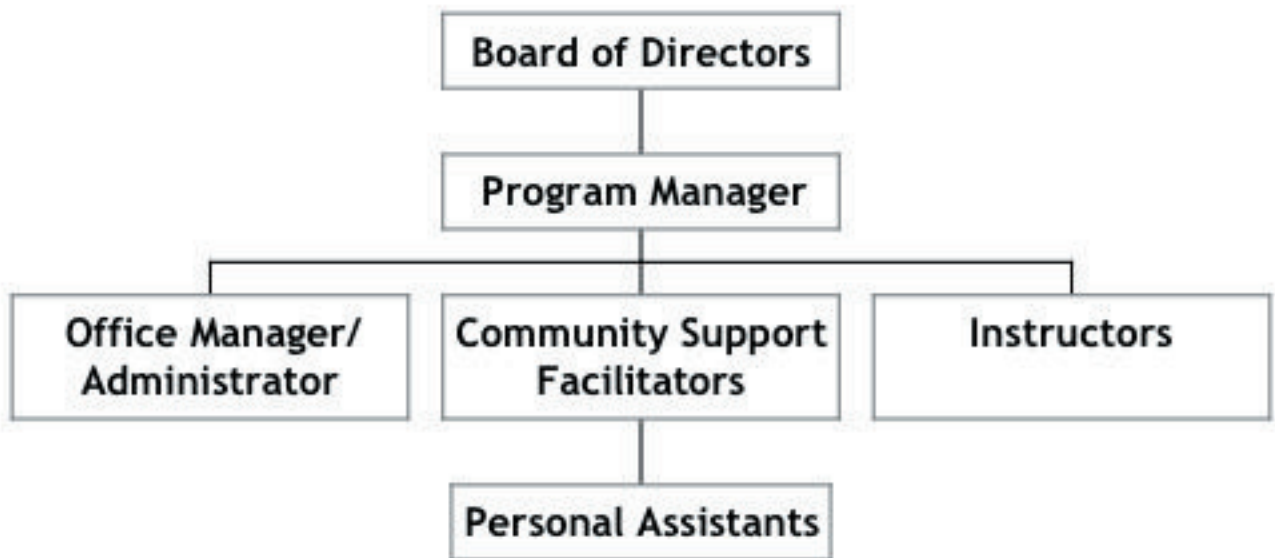 Board of Directors
Program Manager
Office Manager/
Administrator
Community Support
Facilitators
Instructors
Personal Assistants